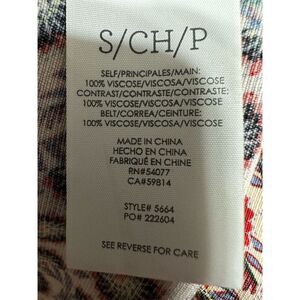 S/CH/P
SELF/PRINCIPALES/MAIN:
100% VISCOSE/VISCOSA/VISCOSE
CONTRAST/CONTRASTE/CONTRASTE:
100% VISCOSE/VISCOSA/VISCOSE
BELT/CORREA/CEINTURE:
100% VISCOSE/VISCOSA/VISCOSE
MADE IN CHINA
HECHO EN CHINA
FABRIQUÉ EN CHINE
RN#54077
CA#59814
STYLE# 5664
PO# 222604
SEE REVERSE FOR CARE